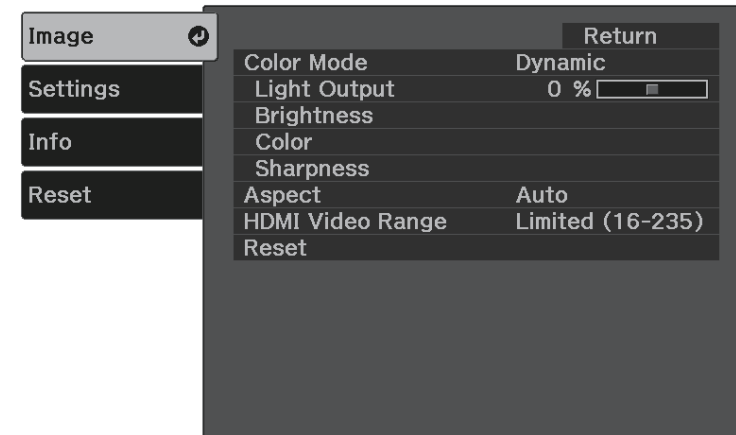 Image
Settings
Info
Reset
Return
Color Mode Dynamic
Light Output 0 %
Brightness
Color
Sharpness
Aspect Auto
HDMI Video Range Limited (16-235)
Reset